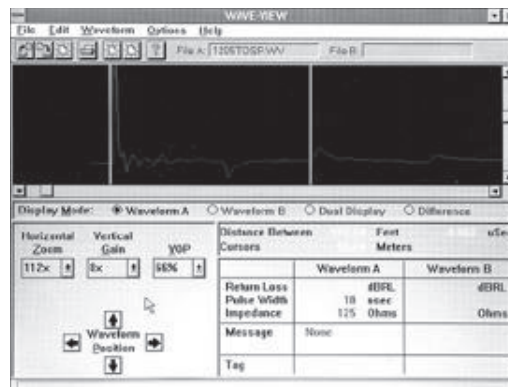 WAVE-VIEW
File Edit Waveform Options Help
File A: File B:
Display Mode: Waveform A Waveform B Dual Display Difference
Horizontal Zoom Vertical Gain VOP
112x 8x 66%
Waveform Position
Distance Between Cursors Feet uSec
Meters
Waveform A Waveform B
Return Loss dBRL dBRL
Pulse Width 10 nsec
Impedance 125 Ohms Ohms
Message None
Tag